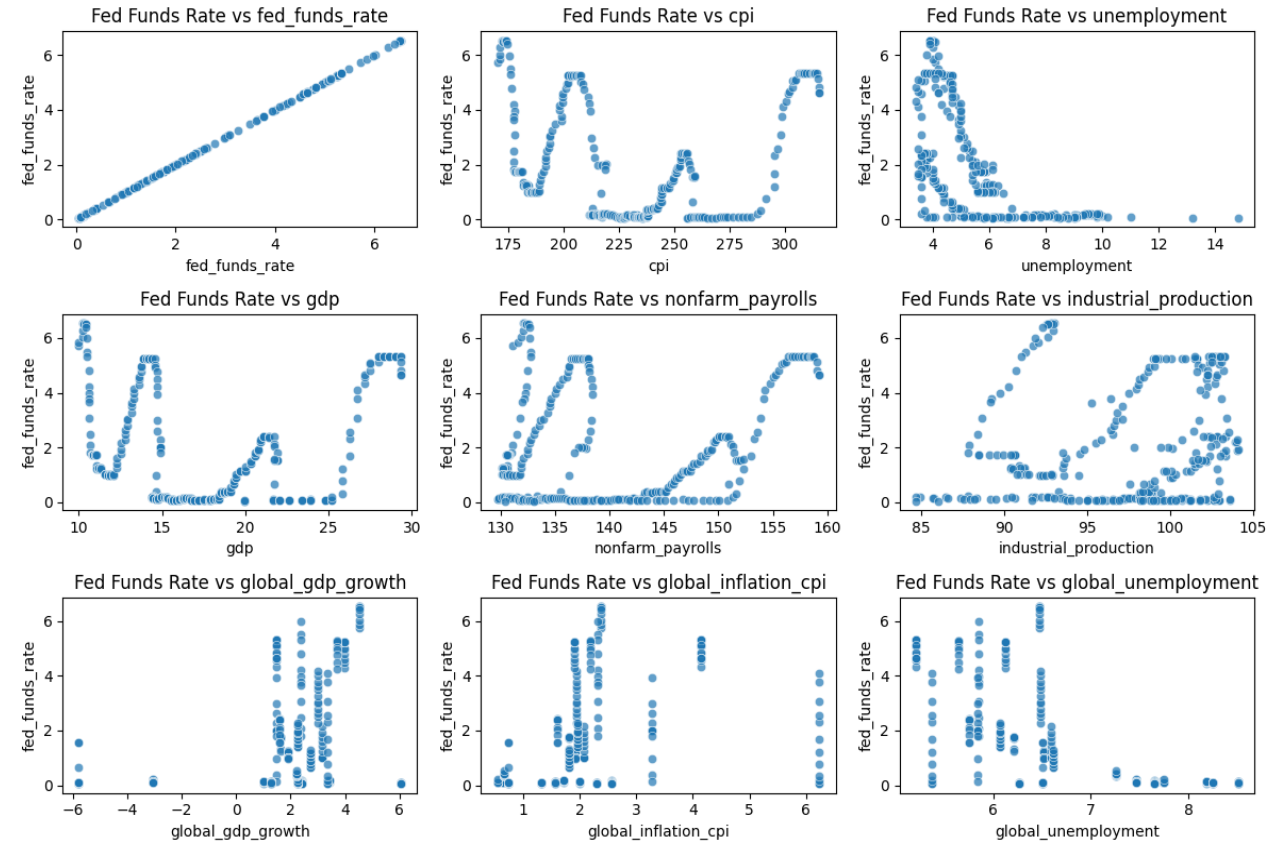 Fed Funds Rate vs fed_funds_rate
fed_funds_rate
6
4
2
0
0 2 4 6
fed_funds_rate
Fed Funds Rate vs cpi
fed_funds_rate
6
4
2
0
175 200 225 250 275 300
cpi
Fed Funds Rate vs unemployment
fed_funds_rate
6
4
2
0
4 6 8 10 12 14
unemployment
Fed Funds Rate vs gdp
fed_funds_rate
6
4
2
0
10 15 20 25 30
gdp
Fed Funds Rate vs nonfarm_payrolls
fed_funds_rate
6
4
2
0
130 135 140 145 150 155 160
nonfarm_payrolls
Fed Funds Rate vs industrial_production
fed_funds_rate
6
4
2
0
85 90 95 100 105
industrial_production
Fed Funds Rate vs global_gdp_growth
fed_funds_rate
6
4
2
0
−6 −4 −2 0 2 4 6
global_gdp_growth
Fed Funds Rate vs global_inflation_cpi
fed_funds_rate
6
4
2
0
1 2 3 4 5 6
global_inflation_cpi
Fed Funds Rate vs global_unemployment
fed_funds_rate
6
4
2
0
6 7 8
global_unemployment